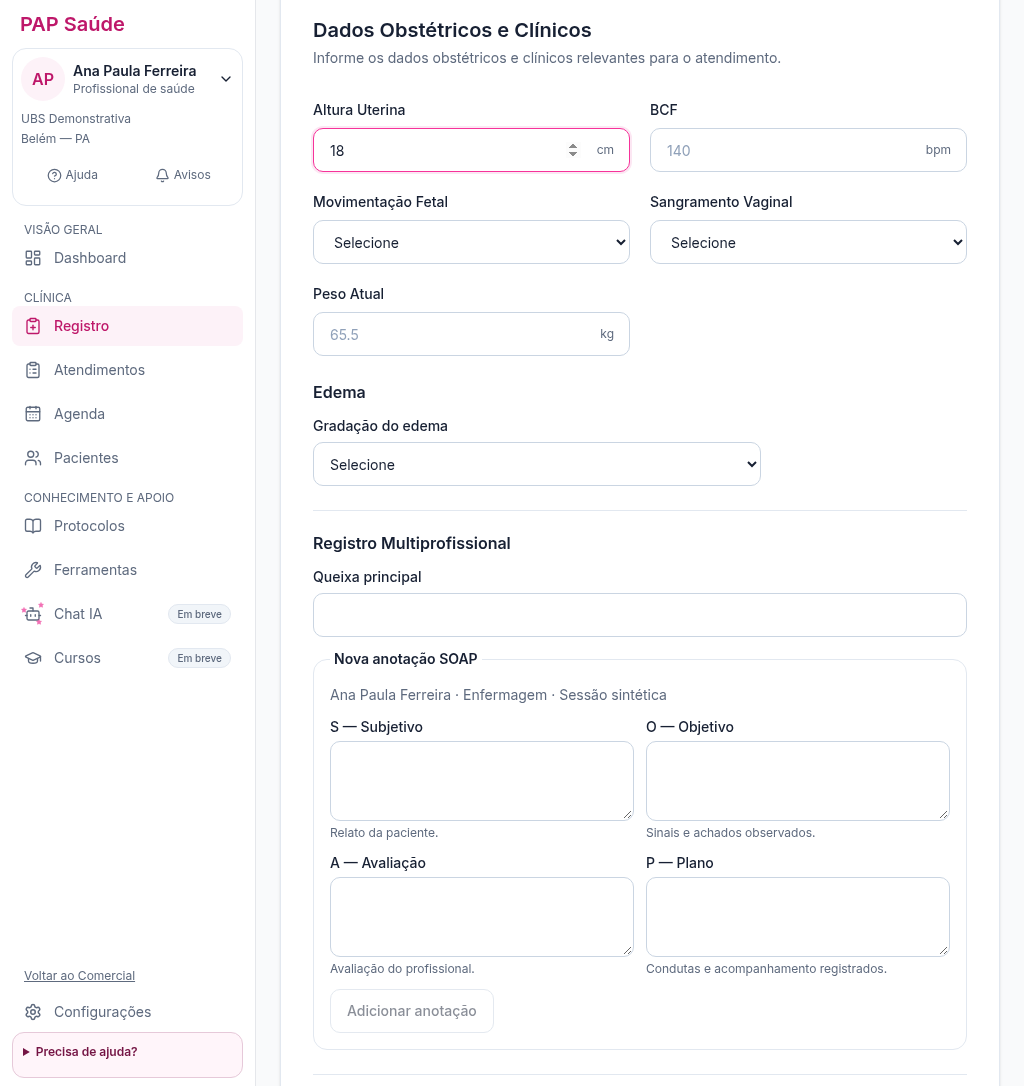 PAP Saúde
AP
Ana Paula Ferreira
Profissional de saúde
UBS Demonstrativa
Belém — PA
Ajuda
Avisos
VISÃO GERAL
Dashboard
CLÍNICA
Registro
Atendimentos
Agenda
Pacientes
CONHECIMENTO E APOIO
Protocolos
Ferramentas
Chat IA
Em breve
Cursos
Em breve
Voltar ao Comercial
Configurações
Precisa de ajuda?
Dados Obstétricos e Clínicos
Informe os dados obstétricos e clínicos relevantes para o atendimento.
Altura Uterina
18
cm
BCF
140
bpm
Movimentação Fetal
Selecione
Sangramento Vaginal
Selecione
Peso Atual
65.5
kg
Edema
Gradação do edema
Selecione
Registro Multiprofissional
Queixa principal
Nova anotação SOAP
Ana Paula Ferreira · Enfermagem · Sessão sintética
S — Subjetivo
Relato da paciente.
O — Objetivo
Sinais e achados observados.
A — Avaliação
Avaliação do profissional.
P — Plano
Condutas e acompanhamento registrados.
Adicionar anotação